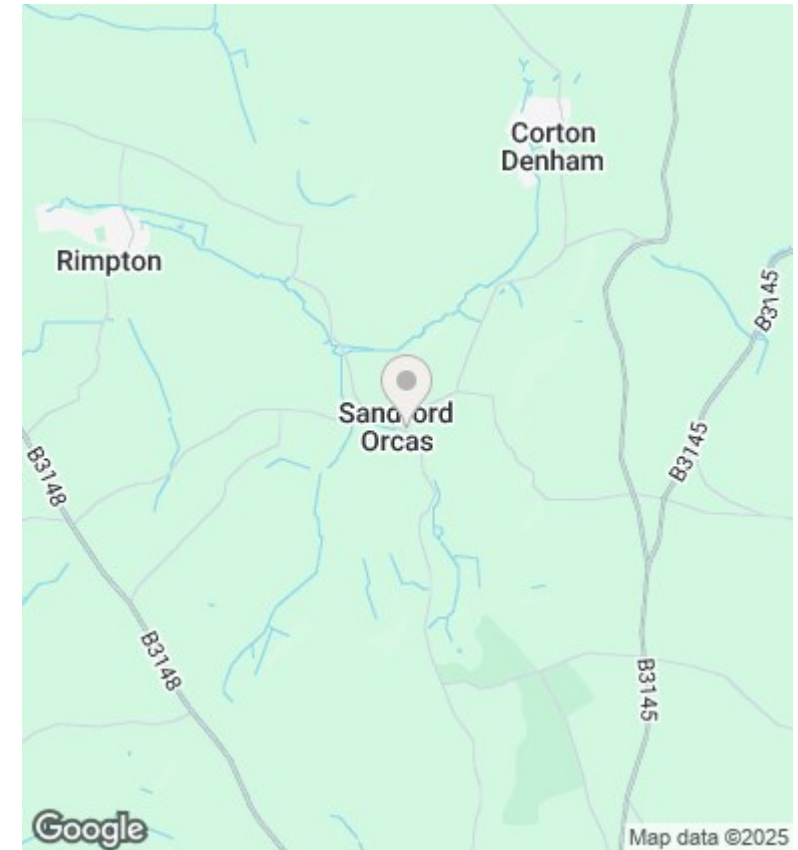 Corton
Denham
Rimpton
B3145
Sandford
Orcas
B3145
B3148
B3148
B3145
Google
Map data ©2025